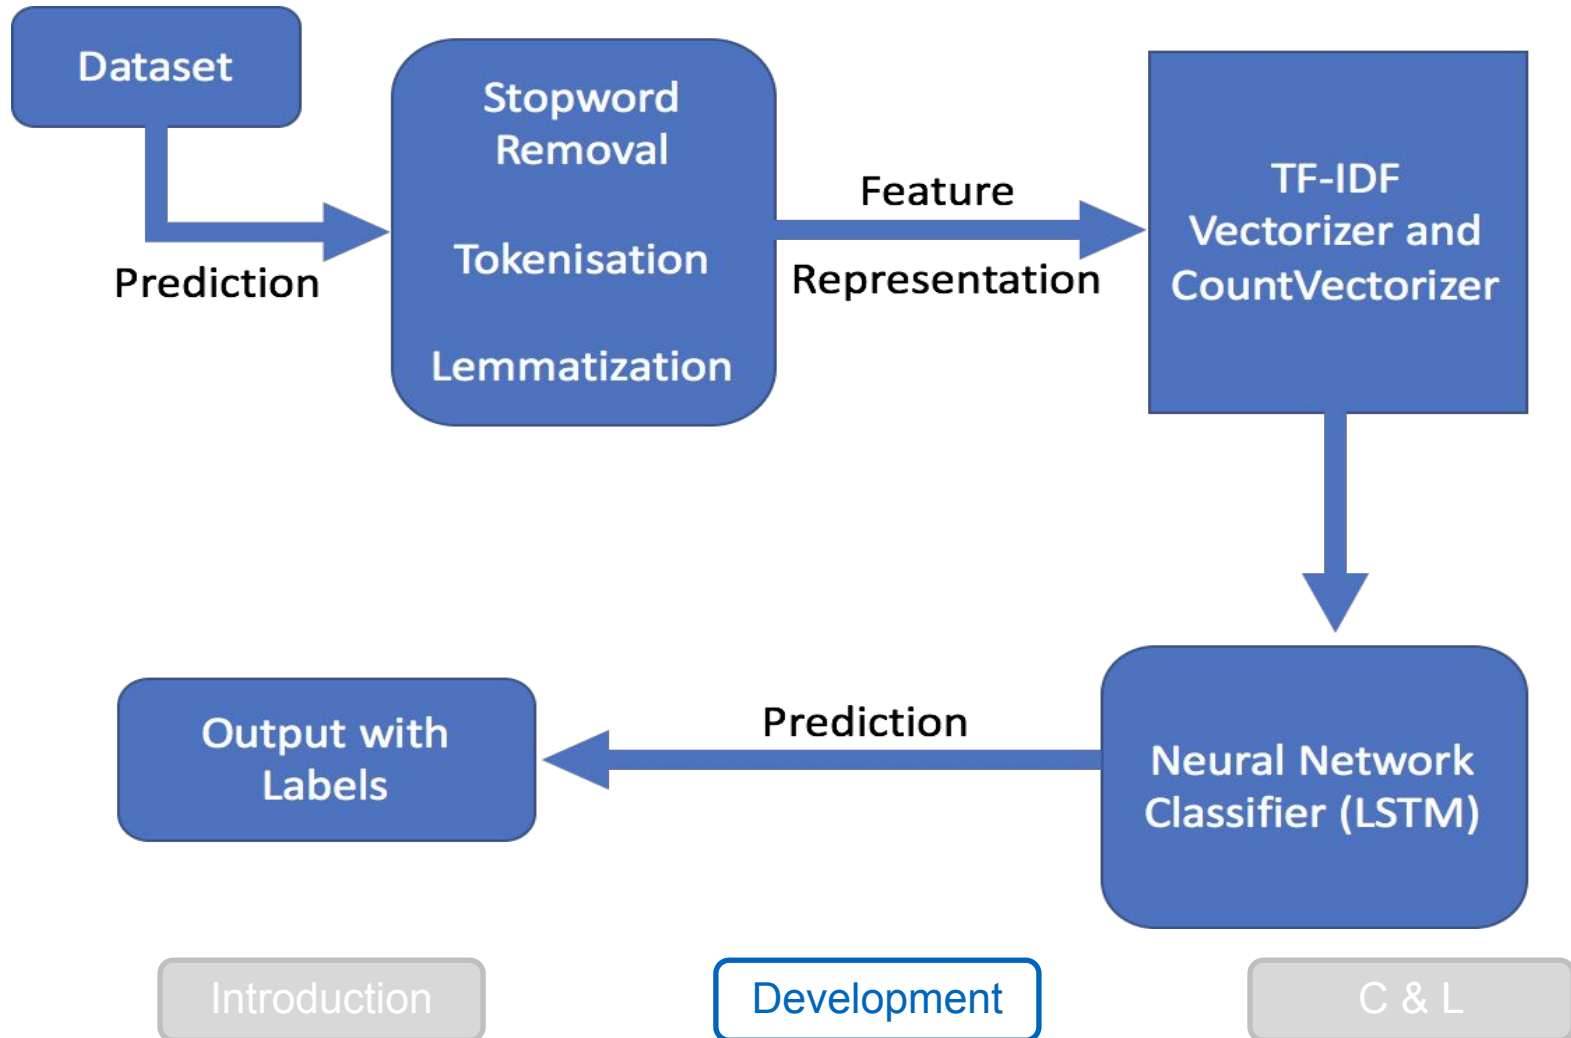 Dataset
Prediction
Stopword
Removal
Tokenisation
Lemmatization
Feature
Representation
TF-IDF
Vectorizer and
CountVectorizer
Neural Network
Classifier (LSTM)
Prediction
Output with
Labels
Introduction
Development
C & L